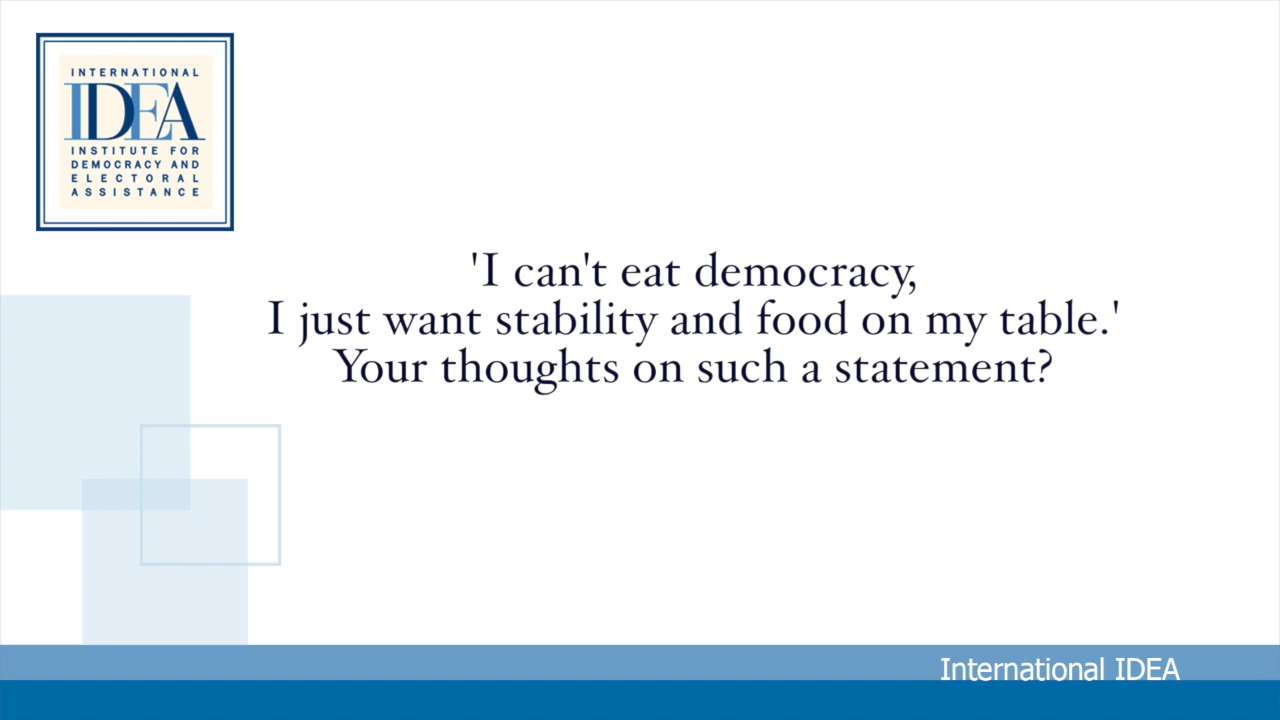 INTERNATIONAL
IDEA
INSTITUTE FOR
DEMOCRACY AND
ELECTORAL
ASSISTANCE
'I can't eat democracy,
I just want stability and food on my table.'
Your thoughts on such a statement?
International IDEA